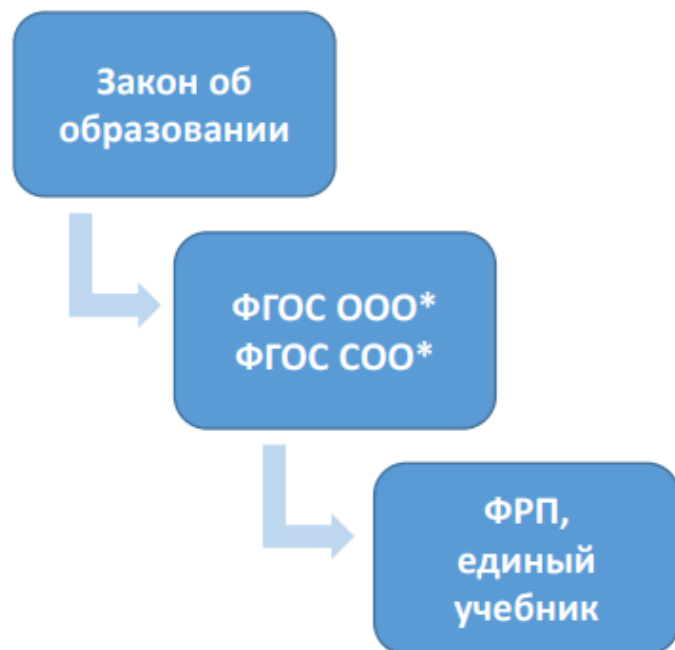 Закон об
образовании
ФГОС ООО*
ФГОС СОО*
ФРП,
единый
учебник